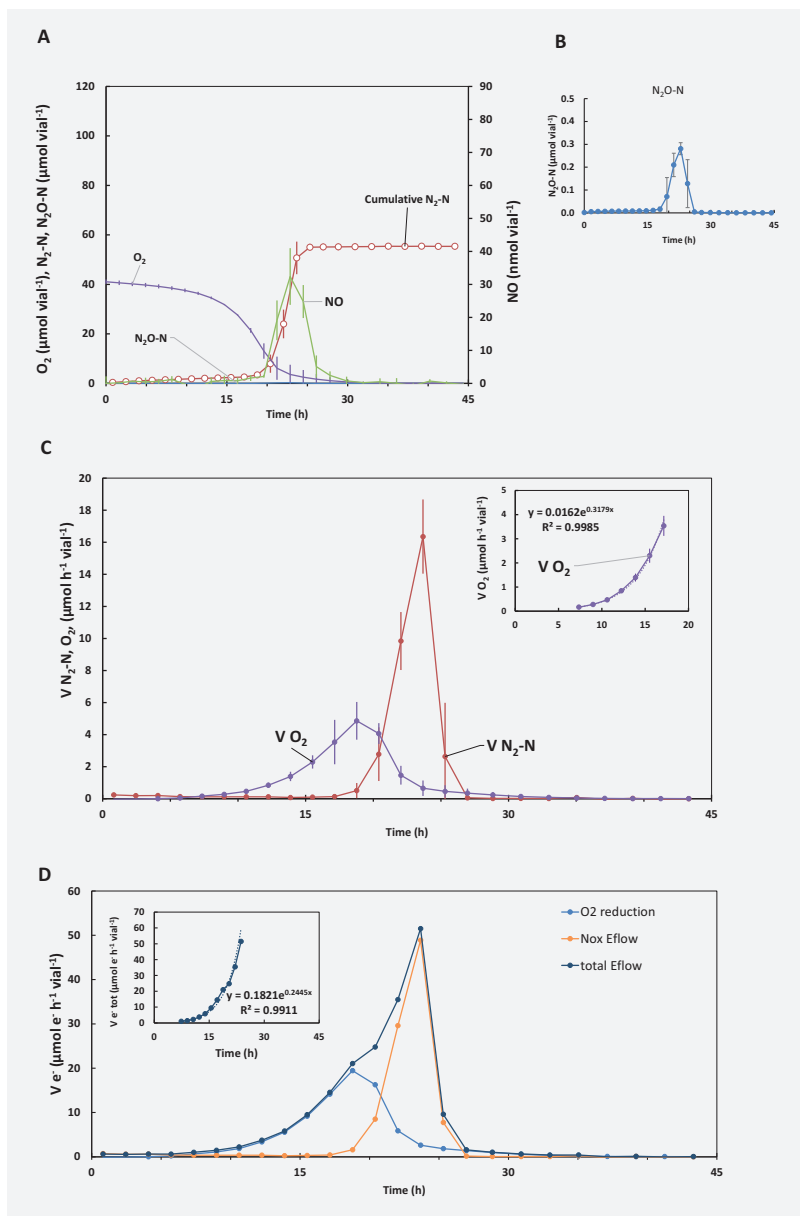 A
O₂ (µmol vial⁻¹), N₂-N, N₂O-N (µmol vial⁻¹)
120
100
80
60
40
20
0
0
15
30
45
Time (h)
90
80
70
60
50
40
30
20
10
0
NO (nmol vial⁻¹)
Cumulative N₂-N
O₂
NO
N₂O-N
B
N₂O-N
N₂O-N (µmol vial⁻¹)
0.5
0.4
0.3
0.2
0.1
0.0
0 15 30 45
Time (h)
C
V N₂-N, O₂, (µmol h⁻¹ vial⁻¹)
20
18
16
14
12
10
8
6
4
2
0
0 15 30 45
Time (h)
V O₂
V N₂-N
V O₂ (µmol h⁻¹ vial⁻¹)
5
4
3
2
1
0
0 5 10 15 20
Time (h)
y = 0.0162e^0.3179x
R² = 0.9985
V O₂
D
V e⁻ (µmol e⁻ h⁻¹ vial⁻¹)
60
50
40
30
20
10
0
0 15 30 45
Time (h)
V e⁻ tot (µmol e⁻ h⁻¹ vial⁻¹)
70
60
50
40
30
20
10
0
0 15 30 45
Time (h)
y = 0.1821e^0.2445x
R² = 0.9911
O2 reduction
Nox Eflow
total Eflow